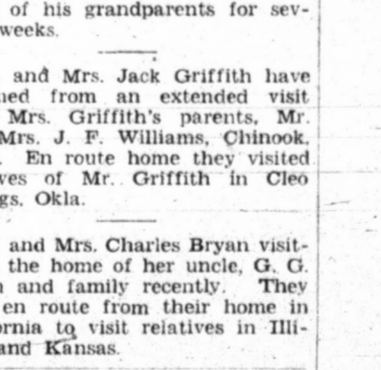 of his grandparents for sev-
weeks.
and Mrs. Jack Griffith have
ned from an extended visit
Mrs. Griffith's parents, Mr.
Mrs. J. F. Williams, Chinook,
. En route home they visited
ves of Mr. Griffith in Cleo
gs, Okla.
and Mrs. Charles Bryan visit-
the home of her uncle, G. G.
and family recently. They
en route from their home in
ornia to visit relatives in Illi-
and Kansas.